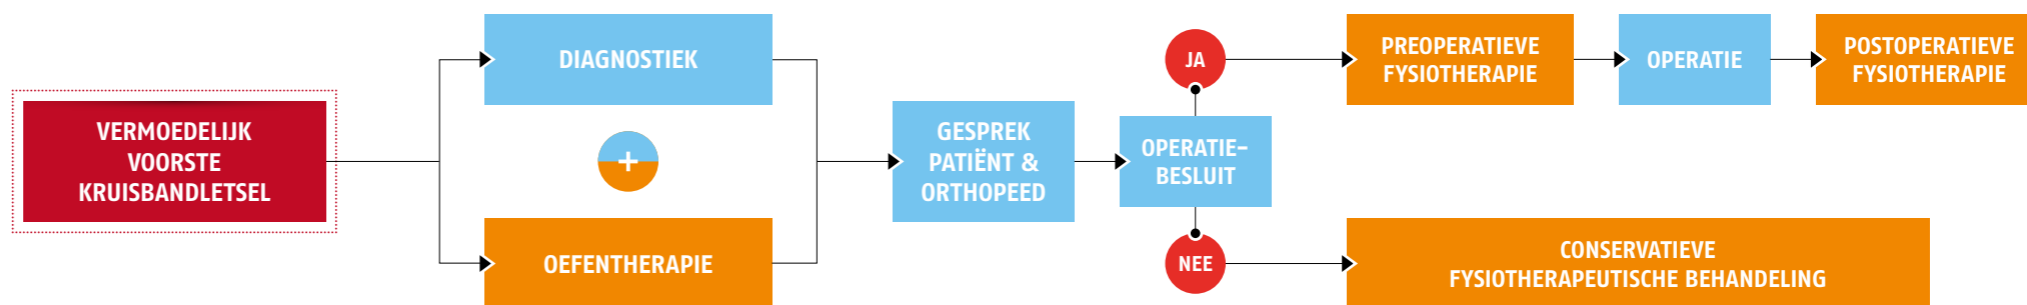 VERMOEDELIJK
VOORSTE
KRUISBANDLETSEL
DIAGNOSTIEK
+
OEFENTHERAPIE
GESPREK
PATIËNT &
ORTHOPEED
OPERATIE-
BESLUIT
JA
PREOPERATIEVE
FYSIOTHERAPIE
OPERATIE
POSTOPERATIEVE
FYSIOTHERAPIE
NEE
CONSERVATIEVE
FYSIOTHERAPEUTISCHE BEHANDELING